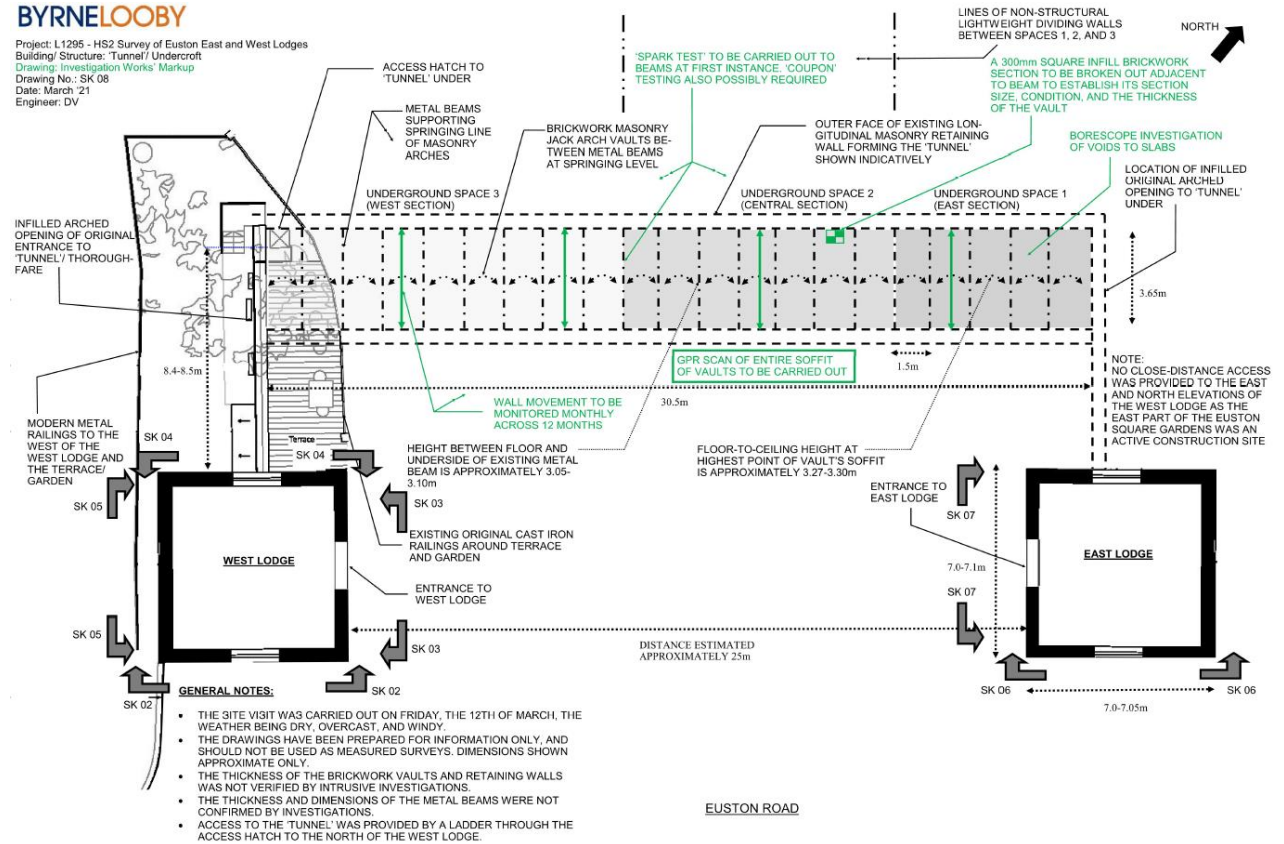 BYRNELOOBY
Project: L1295 - HS2 Survey of Euston East and West Lodges
Building/ Structure: 'Tunnel'/ Undercroft
Drawing: Investigation Works' Markup
Drawing No.: SK 08
Date: March '21
Engineer: DV
ACCESS HATCH TO
'TUNNEL' UNDER
METAL BEAMS
SUPPORTING
SPRINGING LINE
OF MASONRY
ARCHES
BRICKWORK MASONRY
JACK ARCH VAULTS BE-
TWEEN METAL BEAMS
AT SPRINGING LEVEL
'SPARK TEST' TO BE CARRIED OUT TO
BEAMS AT FIRST INSTANCE. 'COUPON'
TESTING ALSO POSSIBLY REQUIRED
LINES OF NON-STRUCTURAL
LIGHTWEIGHT DIVIDING WALLS
BETWEEN SPACES 1, 2, AND 3
NORTH
A 300mm SQUARE INFILL BRICKWORK
SECTION TO BE BROKEN OUT ADJACENT
TO BEAM TO ESTABLISH ITS SECTION
SIZE, CONDITION, AND THE THICKNESS
OF THE VAULT
OUTER FACE OF EXISTING LON-
GITUDINAL MASONRY RETAINING
WALL FORMING THE 'TUNNEL'
SHOWN INDICATIVELY
BORESCOPE INVESTIGATION
OF VOIDS TO SLABS
LOCATION OF INFILLED
ORIGINAL ARCHED
OPENING TO 'TUNNEL'
UNDER
UNDERGROUND SPACE 3
(WEST SECTION)
UNDERGROUND SPACE 2
(CENTRAL SECTION)
UNDERGROUND SPACE 1
(EAST SECTION)
INFILLED ARCHED
OPENING OF ORIGINAL
ENTRANCE TO
'TUNNEL'/ THOROUGH-
FARE
3.65m
8.4-8.5m
GPR SCAN OF ENTIRE SOFFIT
OF VAULTS TO BE CARRIED OUT
1.5m
30.5m
NOTE:
NO CLOSE-DISTANCE ACCESS
WAS PROVIDED TO THE EAST
AND NORTH ELEVATIONS OF
THE WEST LODGE AS THE
EAST PART OF THE EUSTON
SQUARE GARDENS WAS AN
ACTIVE CONSTRUCTION SITE
WALL MOVEMENT TO BE
MONITORED MONTHLY
ACROSS 12 MONTHS
MODERN METAL
RAILINGS TO THE
WEST OF THE
WEST LODGE AND
THE TERRACE/
GARDEN
Terrace
SK 04
SK 04
HEIGHT BETWEEN FLOOR AND
UNDERSIDE OF EXISTING METAL
BEAM IS APPROXIMATELY 3.05-
3.10m
FLOOR-TO-CEILING HEIGHT AT
HIGHEST POINT OF VAULT'S SOFFIT
IS APPROXIMATELY 3.27-3.30m
ENTRANCE TO
EAST LODGE
SK 05
SK 03
SK 07
EXISTING ORIGINAL CAST IRON
RAILINGS AROUND TERRACE
AND GARDEN
WEST LODGE
EAST LODGE
7.0-7.1m
ENTRANCE TO
WEST LODGE
SK 07
SK 05
SK 03
DISTANCE ESTIMATED
APPROXIMATELY 25m
SK 02
SK 02
SK 06
SK 06
7.0-7.05m
GENERAL NOTES:
• THE SITE VISIT WAS CARRIED OUT ON FRIDAY, THE 12TH OF MARCH, THE
WEATHER BEING DRY, OVERCAST, AND WINDY.
• THE DRAWINGS HAVE BEEN PREPARED FOR INFORMATION ONLY, AND
SHOULD NOT BE USED AS MEASURED SURVEYS. DIMENSIONS SHOWN
APPROXIMATE ONLY.
• THE THICKNESS OF THE BRICKWORK VAULTS AND RETAINING WALLS
WAS NOT VERIFIED BY INTRUSIVE INVESTIGATIONS.
• THE THICKNESS AND DIMENSIONS OF THE METAL BEAMS WERE NOT
CONFIRMED BY INVESTIGATIONS.
• ACCESS TO THE 'TUNNEL' WAS PROVIDED BY A LADDER THROUGH THE
ACCESS HATCH TO THE NORTH OF THE WEST LODGE.
EUSTON ROAD